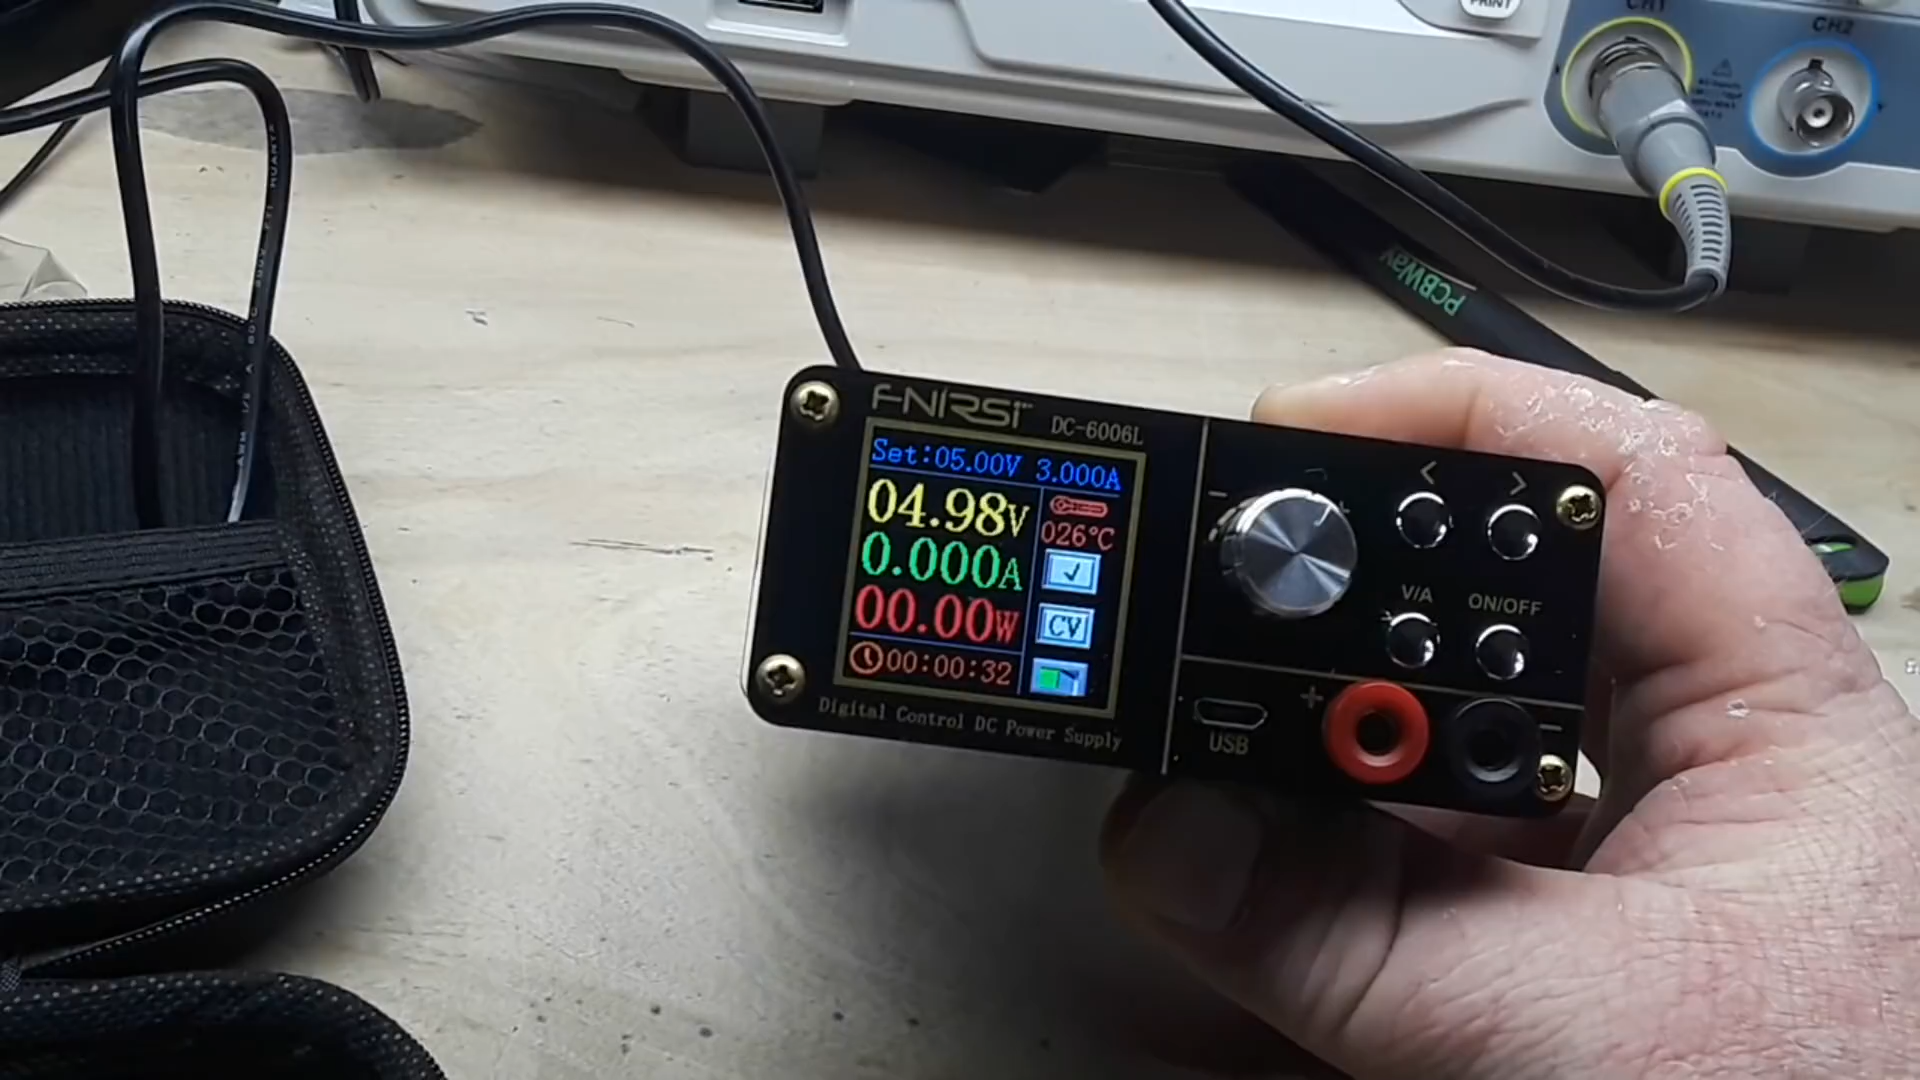 PRINT
CH1
CH2
PCBWay
FNIRSI
DC-6006L
Set:05.00V 3.000A
04.98V
026°C
0.000A
00.00W
CV
00:00:32
Digital Control DC Power Supply
−
+
<
>
V/A
ON/OFF
USB
+
−